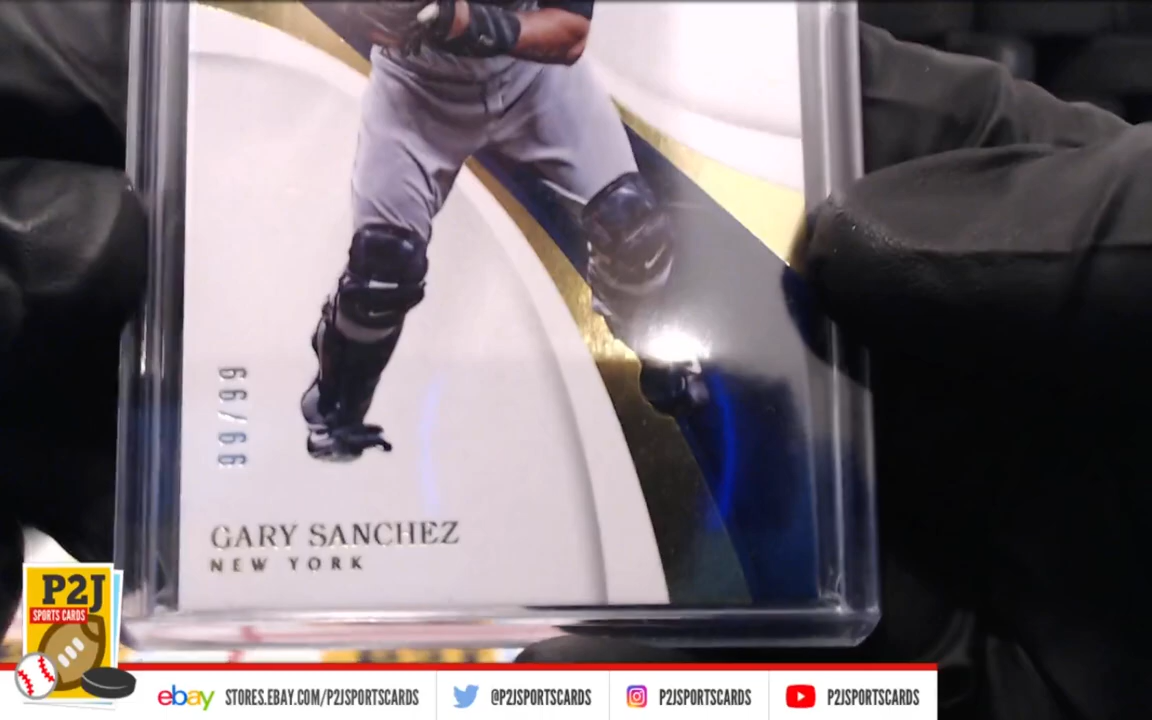 99/99
GARY SANCHEZ
NEW YORK
P2J
SPORTS CARDS
ebay STORES.EBAY.COM/P2JSPORTSCARDS
@P2JSPORTSCARDS
P2JSPORTSCARDS
P2JSPORTSCARDS